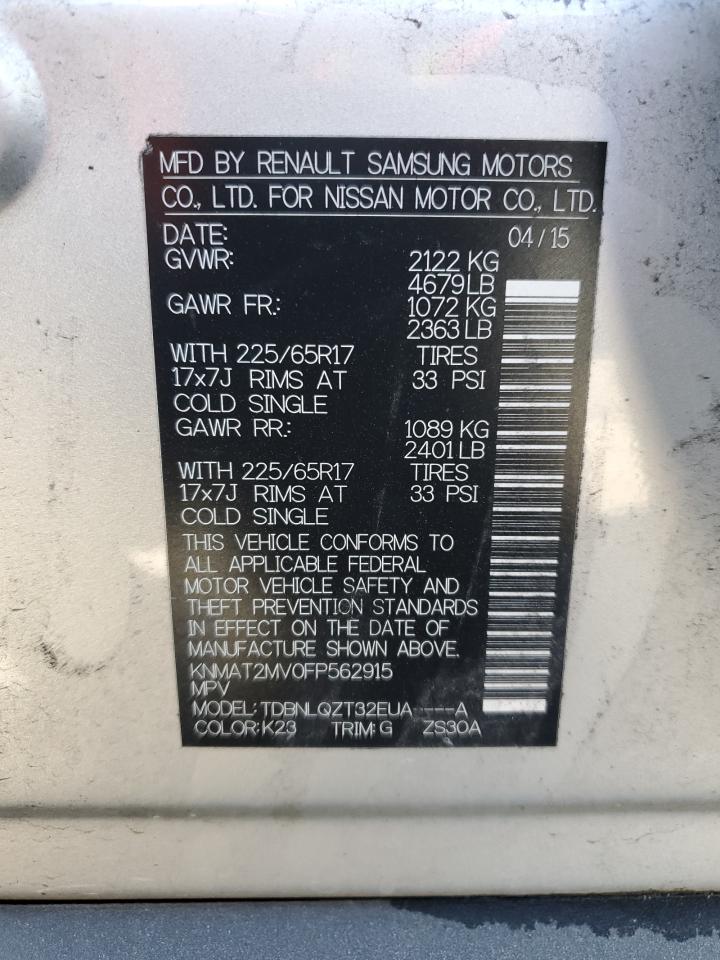 MFD BY RENAULT SAMSUNG MOTORS
CO., LTD. FOR NISSAN MOTOR CO., LTD.
DATE: 04/15
GVWR: 2122 KG
4679LB
GAWR FR.: 1072 KG
2363 LB
WITH 225/65R17 TIRES
17x7J RIMS AT 33 PSI
COLD SINGLE
GAWR RR.: 1089 KG
2401 LB
WITH 225/65R17 TIRES
17x7J RIMS AT 33 PSI
COLD SINGLE
THIS VEHICLE CONFORMS TO
ALL APPLICABLE FEDERAL
MOTOR VEHICLE SAFETY AND
THEFT PREVENTION STANDARDS
IN EFFECT ON THE DATE OF
MANUFACTURE SHOWN ABOVE.
KNMAT2MV0FP562915
MPV
MODEL: TDBNLQZT32EUA----A
COLOR: K23 TRIM: G ZS30A